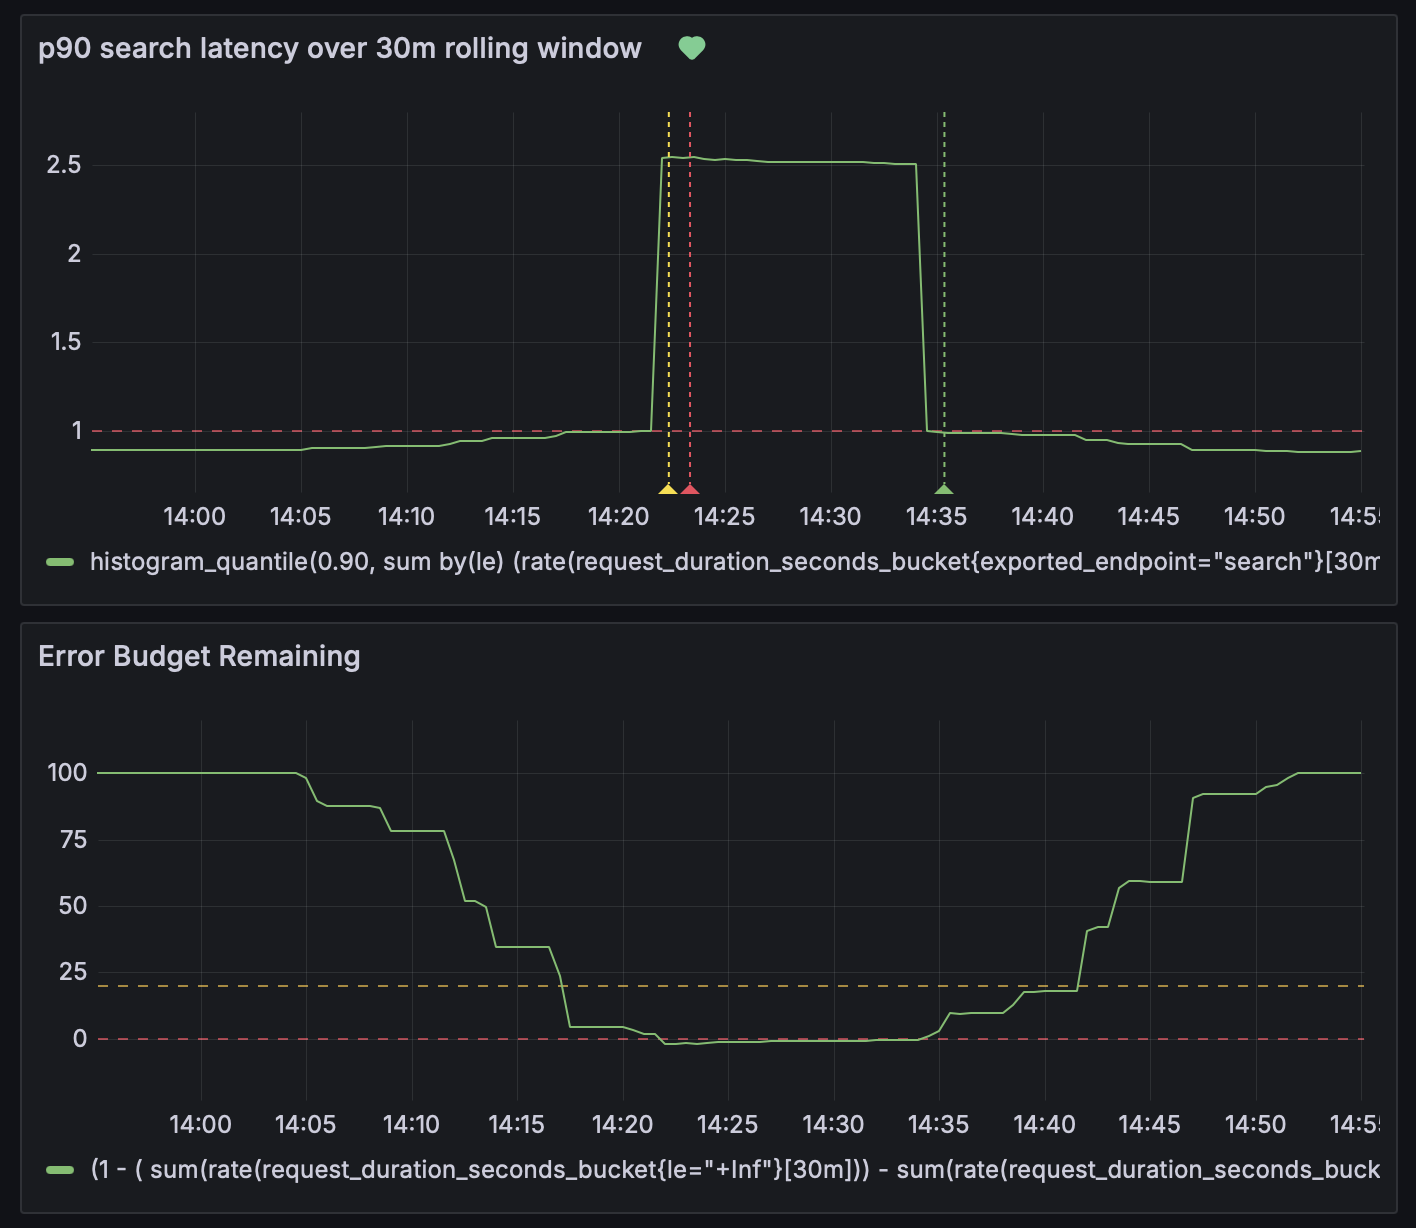 p90 search latency over 30m rolling window
2.5
2
1.5
1
14:00 14:05 14:10 14:15 14:20 14:25 14:30 14:35 14:40 14:45 14:50 14:55
histogram_quantile(0.90, sum by(le) (rate(request_duration_seconds_bucket{exported_endpoint="search"}[30m
Error Budget Remaining
100
75
50
25
0
14:00 14:05 14:10 14:15 14:20 14:25 14:30 14:35 14:40 14:45 14:50 14:55
(1 - ( sum(rate(request_duration_seconds_bucket{le="+Inf"}[30m])) - sum(rate(request_duration_seconds_buck